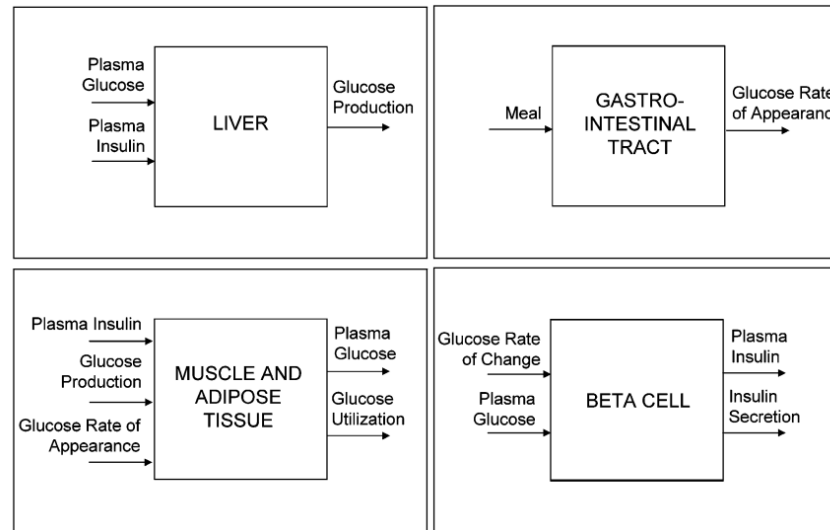 Plasma
Glucose
Plasma
Insulin
LIVER
Glucose
Production
Meal
GASTRO-
INTESTINAL
TRACT
Glucose Rate
of Appearanc
Plasma Insulin
Glucose
Production
Glucose Rate of
Appearance
MUSCLE AND
ADIPOSE
TISSUE
Plasma
Glucose
Glucose
Utilization
Glucose Rate
of Change
Plasma
Glucose
BETA CELL
Plasma
Insulin
Insulin
Secretion